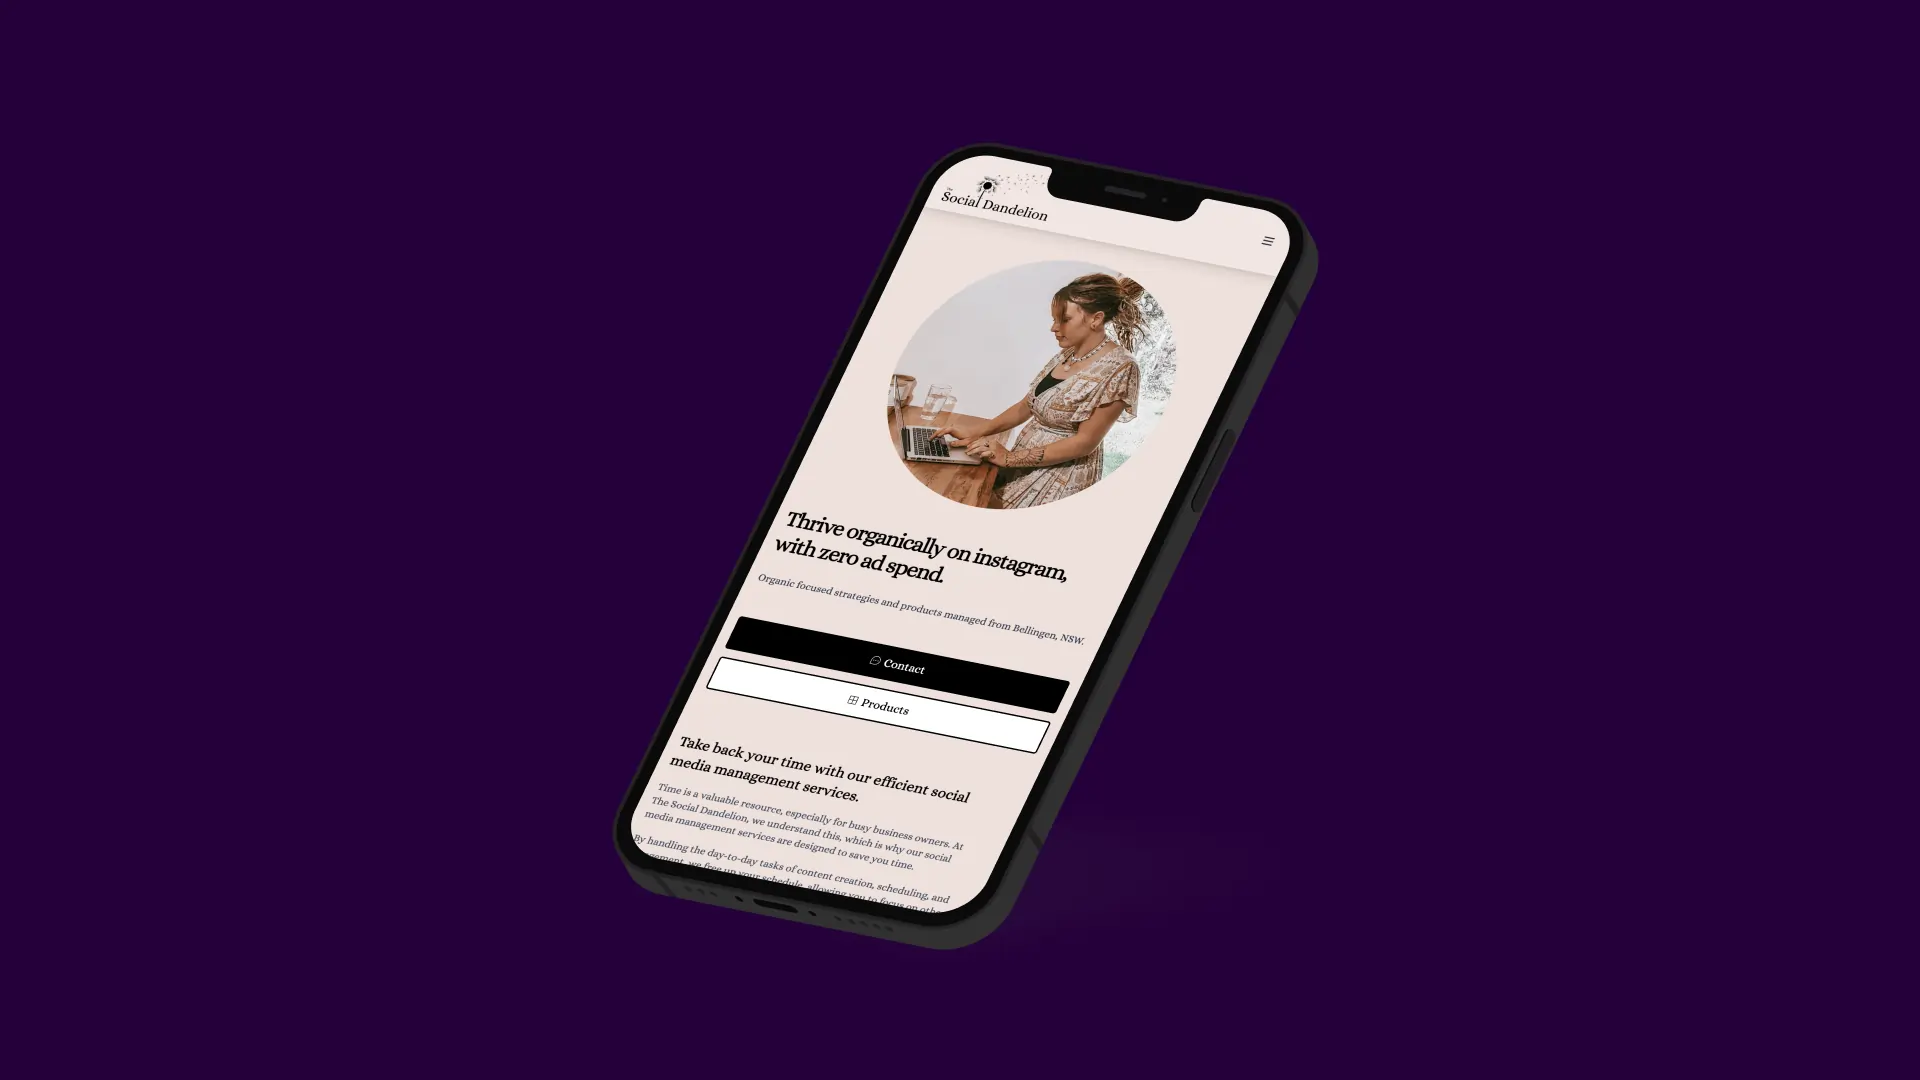 The
Social Dandelion
Thrive organically on instagram,
with zero ad spend.
Organic focused strategies and products managed from Bellingen, NSW.
Contact
Products
Take back your time with our efficient social
media management services.
Time is a valuable resource, especially for busy business owners. At
The Social Dandelion, we understand this, which is why our social
media management services are designed to save you time.
By handling the day-to-day tasks of content creation, scheduling, and
we free up your schedule, allowing you to focus on